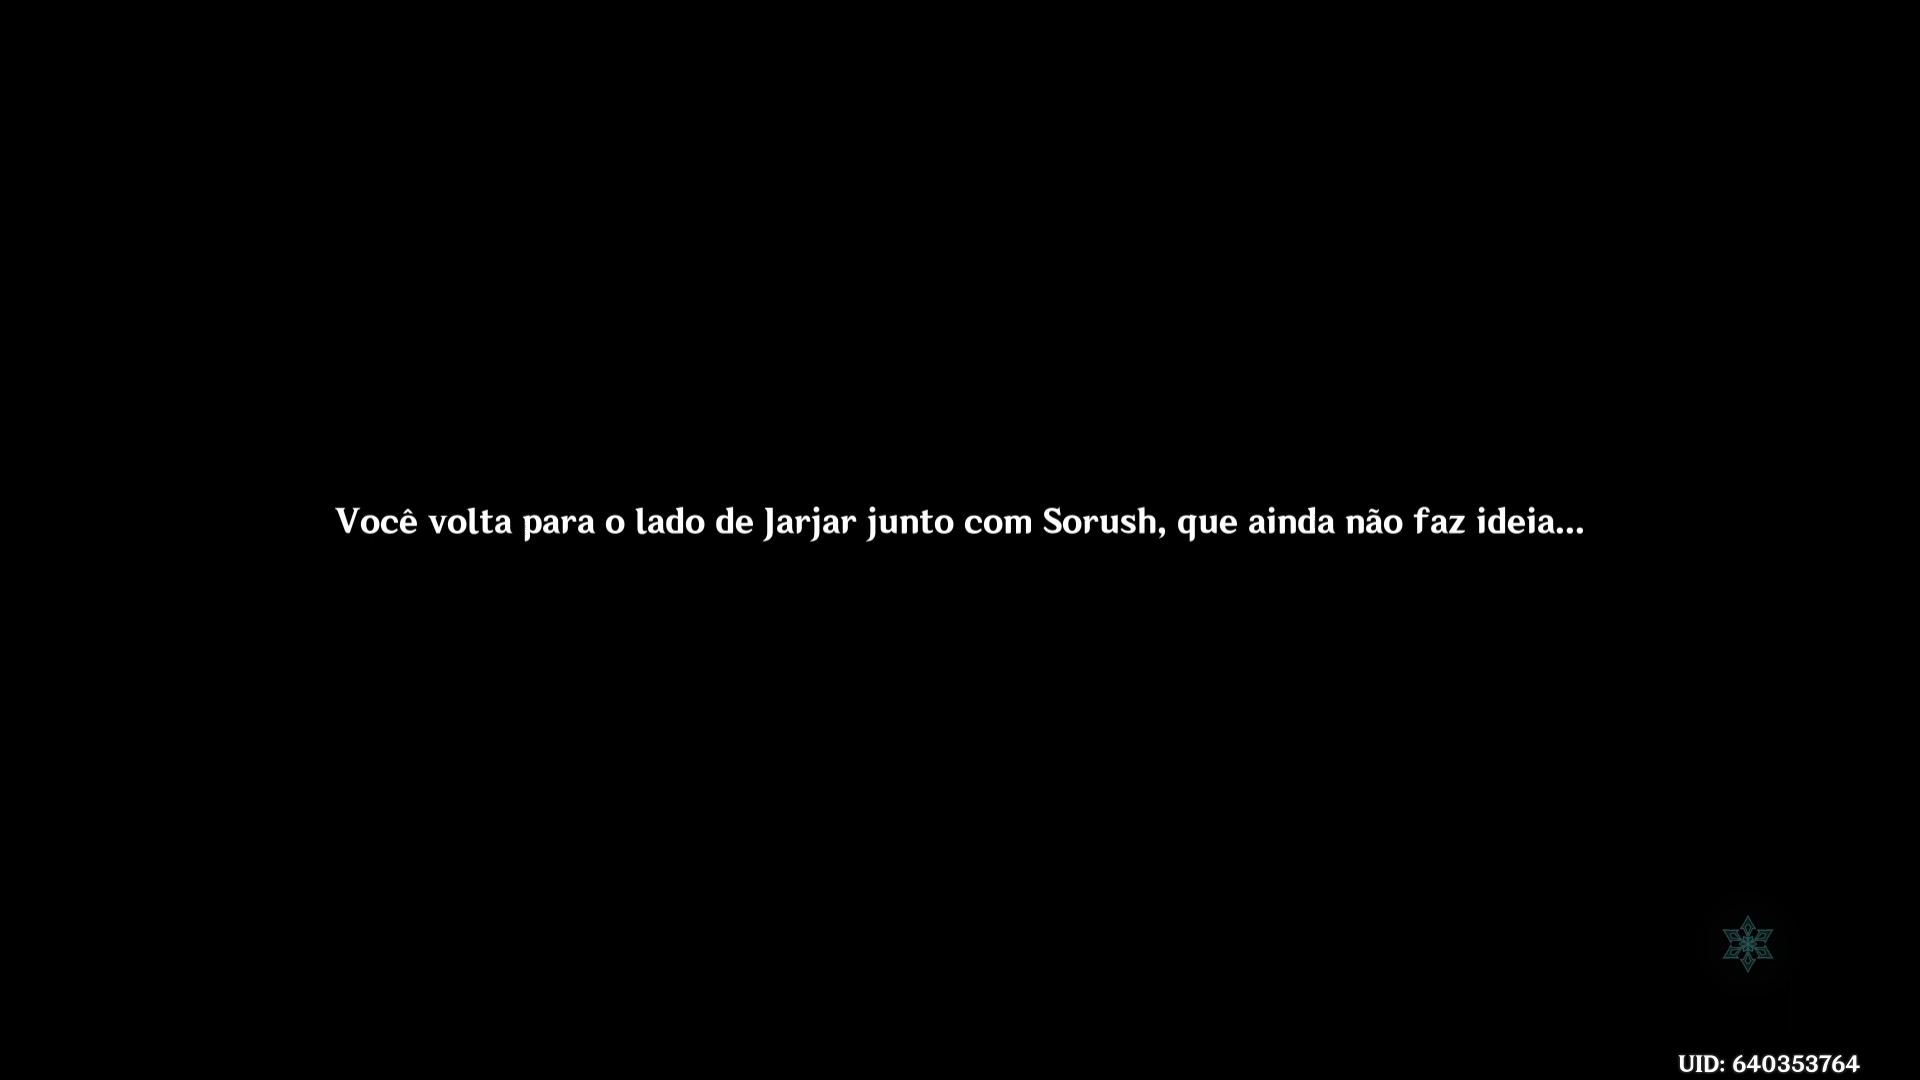 Você volta para o lado de Jarjar junto com Sorush, que ainda não faz ideia...
UID: 640353764